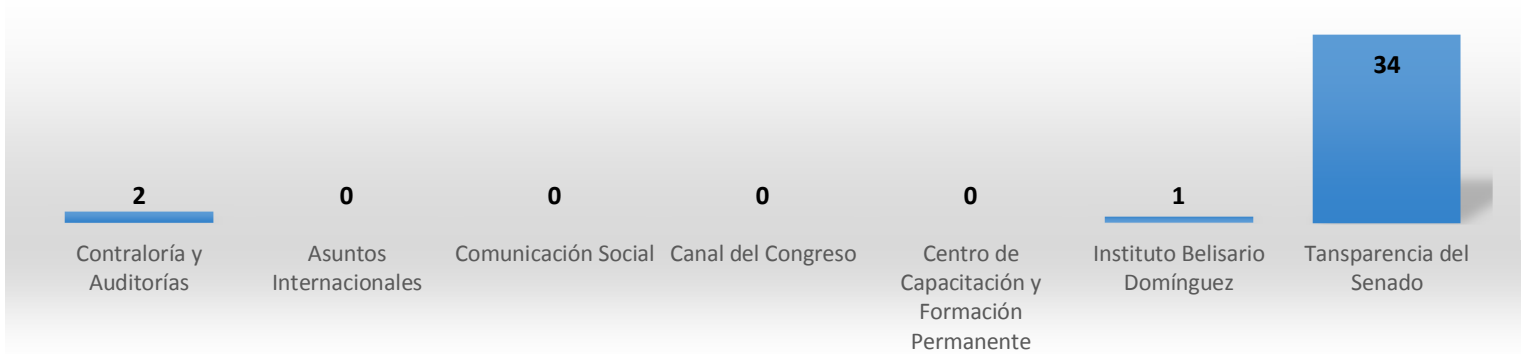 34
2 0 0 0 0 1
Contraloría y Auditorías
Asuntos Internacionales
Comunicación Social
Canal del Congreso
Centro de Capacitación y Formación Permanente
Instituto Belisario Domínguez
Tansparencia del Senado